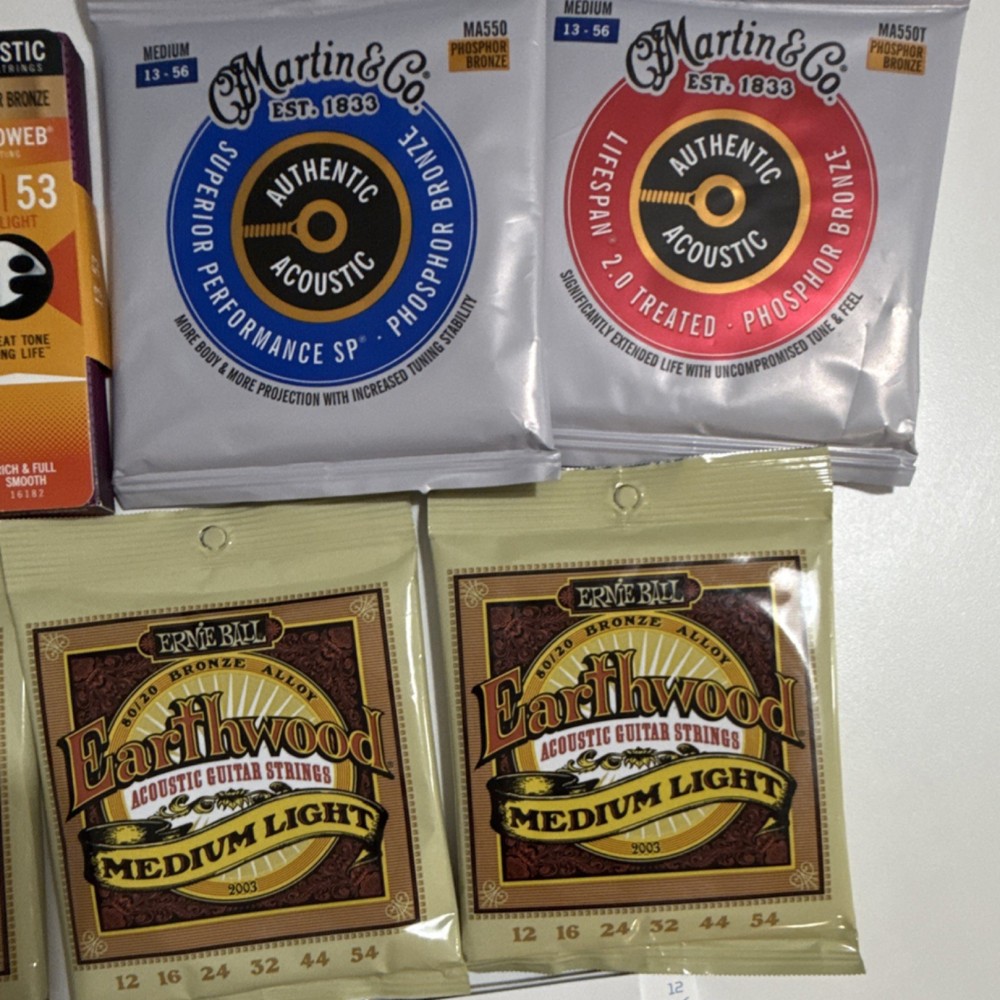 STIC
TRINGS
R BRONZE
OWEB®
53
LIGHT
EAT TONE
NG LIFE™
RICH & FULL
SMOOTH
16182
MEDIUM
13 - 56
MA550
PHOSPHOR
BRONZE
C.F. Martin & Co.®
EST. 1833
SUPERIOR PERFORMANCE SP® · PHOSPHOR BRONZE
AUTHENTIC
ACOUSTIC
MORE BODY & MORE PROJECTION WITH INCREASED TUNING STABILITY
MEDIUM
13 - 56
MA550T
PHOSPHOR
BRONZE
C.F. Martin & Co.®
EST. 1833
LIFESPAN® 2.0 TREATED · PHOSPHOR BRONZE
AUTHENTIC
ACOUSTIC
SIGNIFICANTLY EXTENDED LIFE WITH UNCOMPROMISED TONE & FEEL
ERNIE BALL
80/20 BRONZE ALLOY
Earthwood
ACOUSTIC GUITAR STRINGS
MEDIUM LIGHT
2003
12 16 24 32 44 54
ERNIE BALL
80/20 BRONZE ALLOY
Earthwood
ACOUSTIC GUITAR STRINGS
MEDIUM LIGHT
2003
12 16 24 32 44 54
12